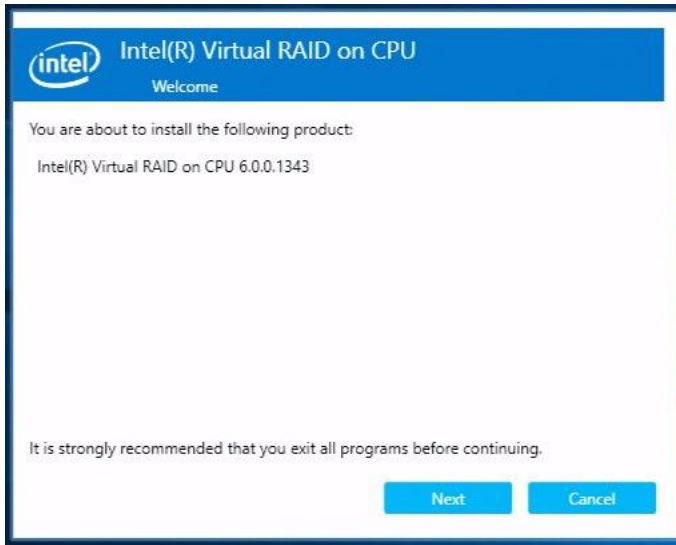 intel
Intel(R) Virtual RAID on CPU
Welcome
You are about to install the following product:
Intel(R) Virtual RAID on CPU 6.0.0.1343
It is strongly recommended that you exit all programs before continuing.
Next
Cancel